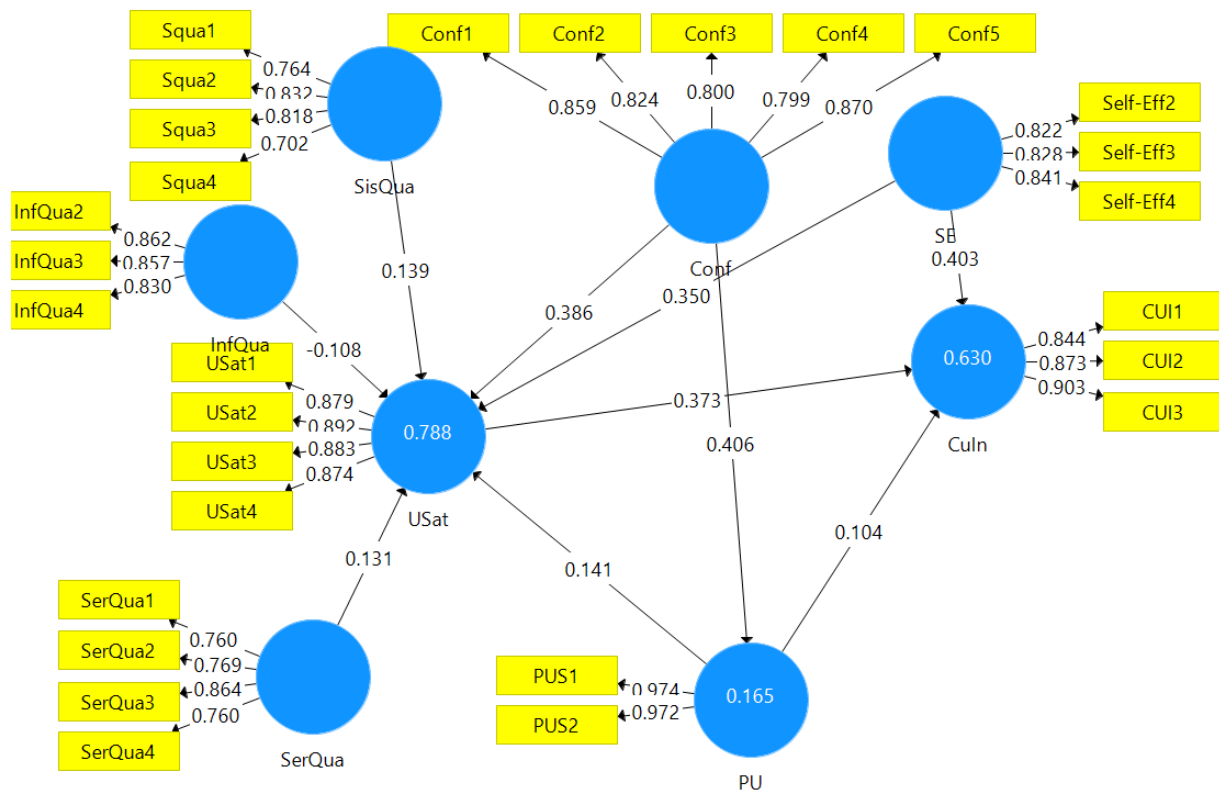 Squa1
Squa2
Squa3
Squa4
0.764
0.832
0.818
0.702
SisQua
Conf1
Conf2
Conf3
Conf4
Conf5
0.859
0.824
0.800
0.799
0.870
Conf
Self-Eff2
Self-Eff3
Self-Eff4
0.822
0.828
0.841
SE
InfQua2
InfQua3
InfQua4
0.862
0.857
0.830
InfQua
0.139
-0.108
0.386
0.350
0.403
USat1
USat2
USat3
USat4
0.879
0.892
0.883
0.874
0.788
USat
0.373
0.406
0.630
CuIn
0.844
0.873
0.903
CUI1
CUI2
CUI3
0.131
0.141
0.104
SerQua1
SerQua2
SerQua3
SerQua4
0.760
0.769
0.864
0.760
SerQua
PUS1
PUS2
0.974
0.972
0.165
PU